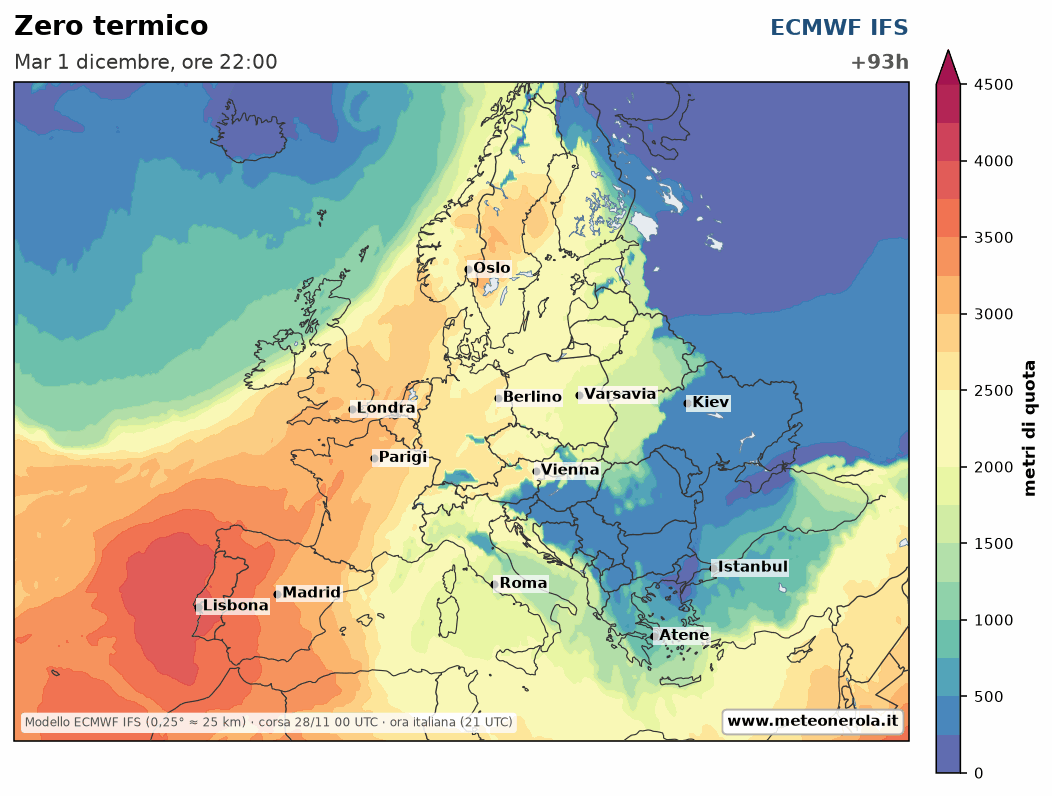 Zero termico
ECMWF IFS
Mar 1 dicembre, ore 22:00
+93h
4500
4000
3500
3000
2500
2000
1500
1000
500
0
metri di quota
Oslo
Berlino
Varsavia
Kiev
Londra
Parigi
Vienna
Istanbul
Roma
Madrid
Lisbona
Atene
Modello ECMWF IFS (0,25° ≈ 25 km) · corsa 28/11 00 UTC · ora italiana (21 UTC)
www.meteonerola.it